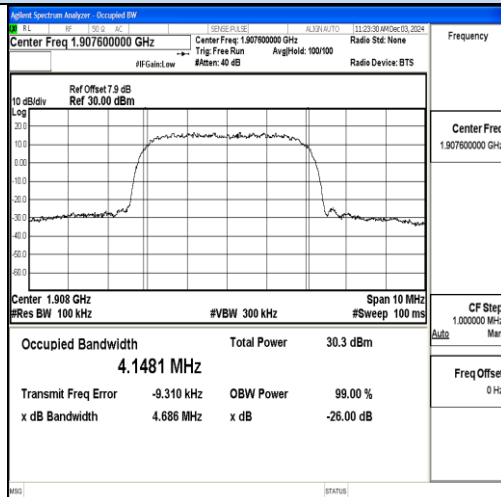 Agilent Spectrum Analyzer - Occupied BW
RL RF 50 Ω AC SENSE:PULSE ALIGN AUTO 11:23:30 AM Dec 03, 2024
Center Freq 1.907600000 GHz
Center Freq: 1.907600000 GHz
Radio Std: None
Trig: Free Run Avg|Hold: 100/100
#IFGain:Low #Atten: 40 dB Radio Device: BTS
Frequency
Ref Offset 7.9 dB
10 dB/div Ref 30.00 dBm
Log
20.0
10.0
0.00
-10.0
-20.0
-30.0
-40.0
-50.0
-60.0
Center Freq
1.907600000 GHz
Center 1.908 GHz Span 10 MHz
#Res BW 100 kHz #VBW 300 kHz #Sweep 100 ms
CF Step
1.000000 MHz
Auto Man
Occupied Bandwidth Total Power 30.3 dBm
4.1481 MHz
Transmit Freq Error -9.310 kHz OBW Power 99.00 %
x dB Bandwidth 4.686 MHz x dB -26.00 dB
Freq Offset
0 Hz
MSG STATUS